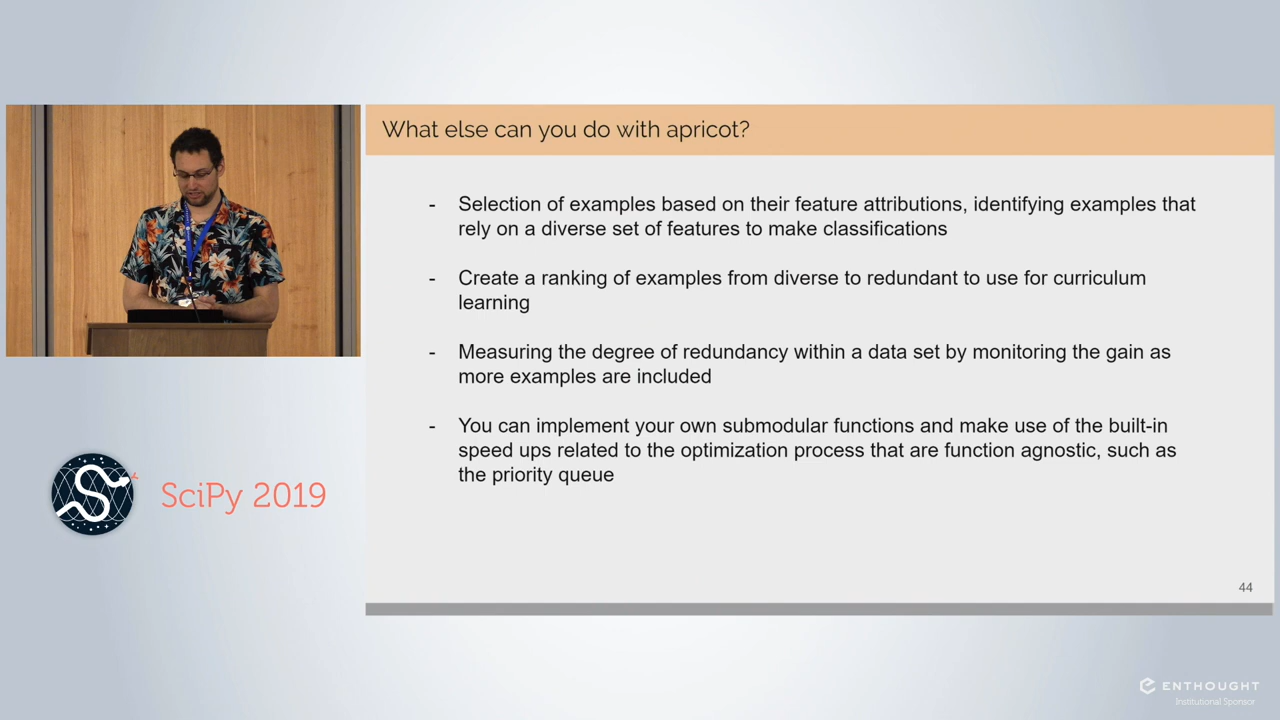 What else can you do with apricot?
- Selection of examples based on their feature attributions, identifying examples that
rely on a diverse set of features to make classifications
- Create a ranking of examples from diverse to redundant to use for curriculum
learning
- Measuring the degree of redundancy within a data set by monitoring the gain as
more examples are included
- You can implement your own submodular functions and make use of the built-in
speed ups related to the optimization process that are function agnostic, such as
the priority queue
44
SciPy 2019
ENTHOUGHT
Institutional Sponsor